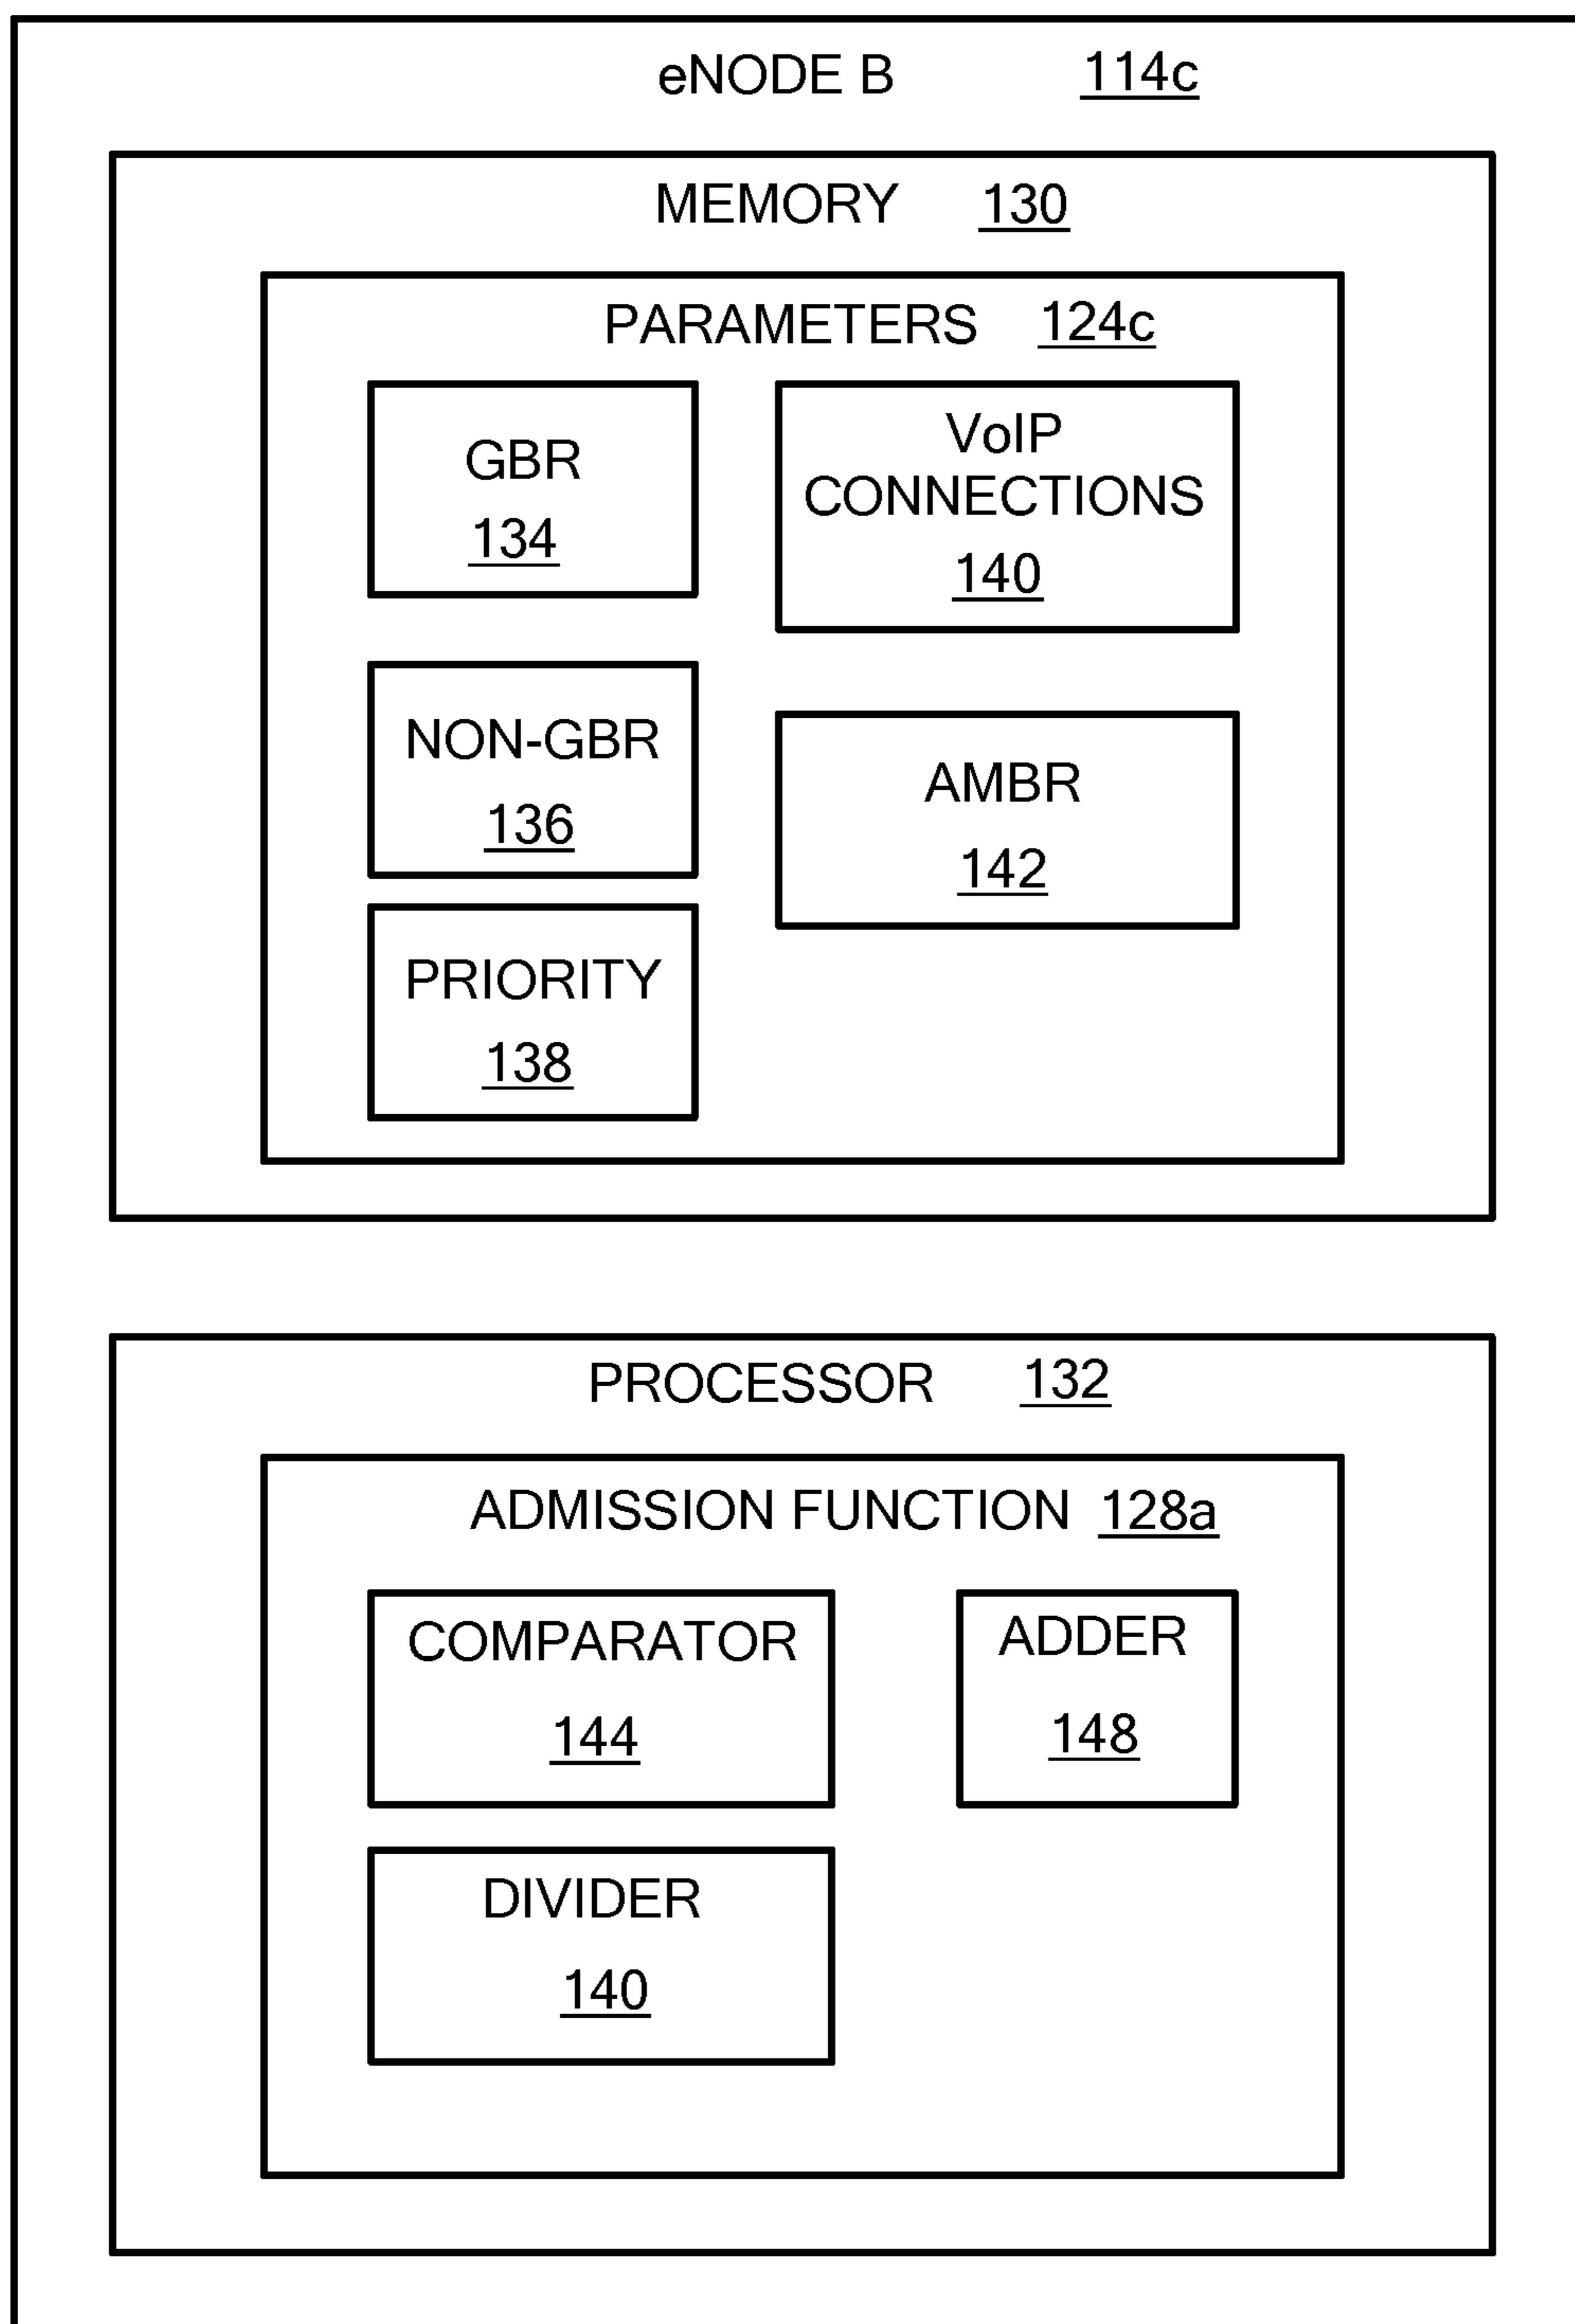 eNODE B 114c
MEMORY 130
PARAMETERS 124c
GBR
134
VoIP
CONNECTIONS
140
NON-GBR
136
AMBR
142
PRIORITY
138
PROCESSOR 132
ADMISSION FUNCTION 128a
COMPARATOR
144
ADDER
148
DIVIDER
140